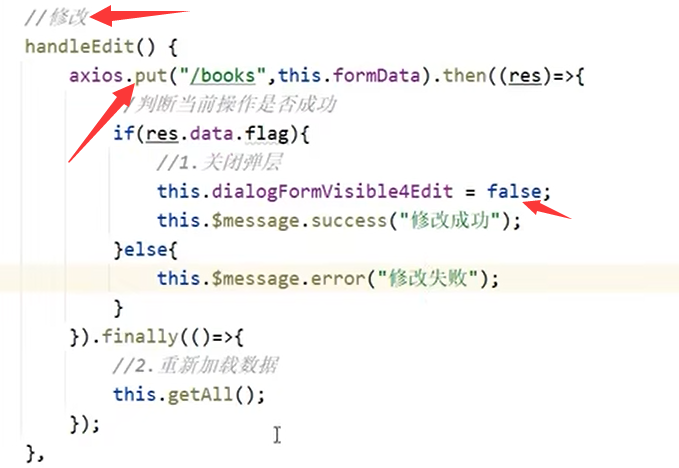 //修改
handleEdit() {
axios.put("/books",this.formData).then((res)=>{
/判断当前操作是否成功
if(res.data.flag){
//1.关闭弹层
this.dialogFormVisible4Edit = false;
this.$message.success("修改成功");
}else{
this.$message.error("修改失败");
}
}).finally(()=>{
//2.重新加载数据
this.getAll();
});
},